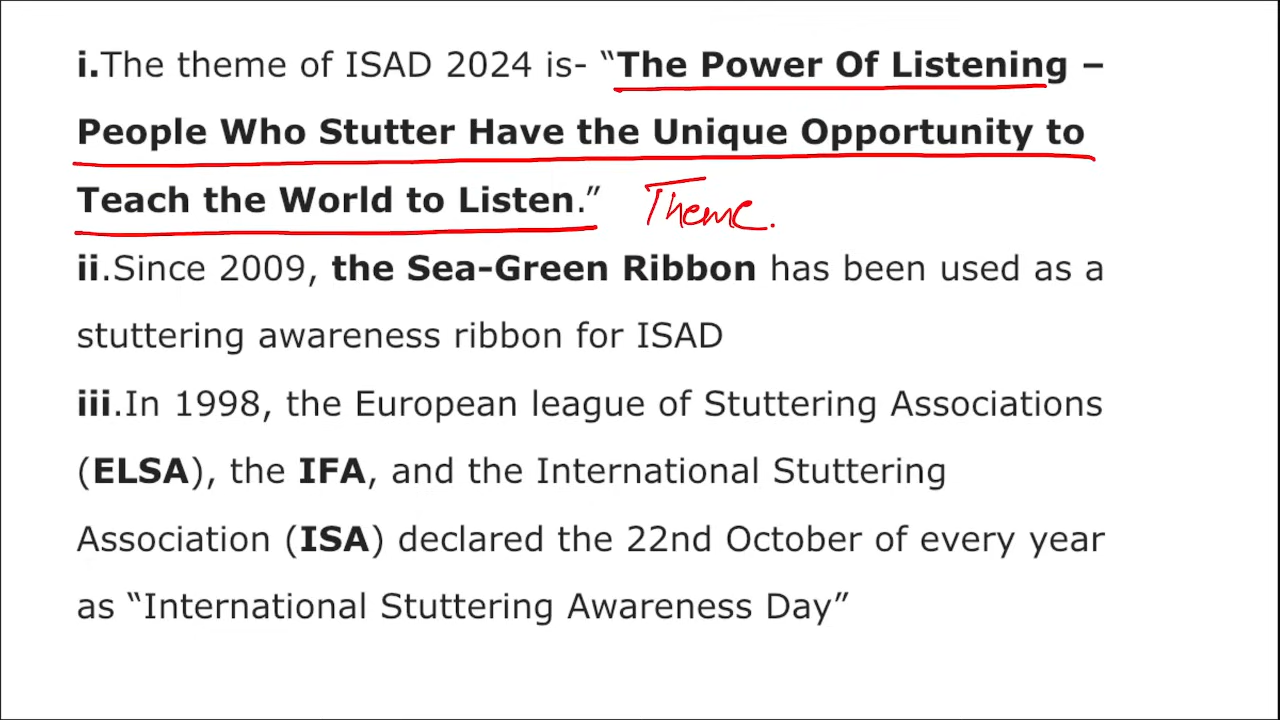 i.The theme of ISAD 2024 is- “The Power Of Listening –
People Who Stutter Have the Unique Opportunity to
Teach the World to Listen.” Theme.
ii.Since 2009, the Sea-Green Ribbon has been used as a
stuttering awareness ribbon for ISAD
iii.In 1998, the European league of Stuttering Associations
(ELSA), the IFA, and the International Stuttering
Association (ISA) declared the 22nd October of every year
as “International Stuttering Awareness Day”